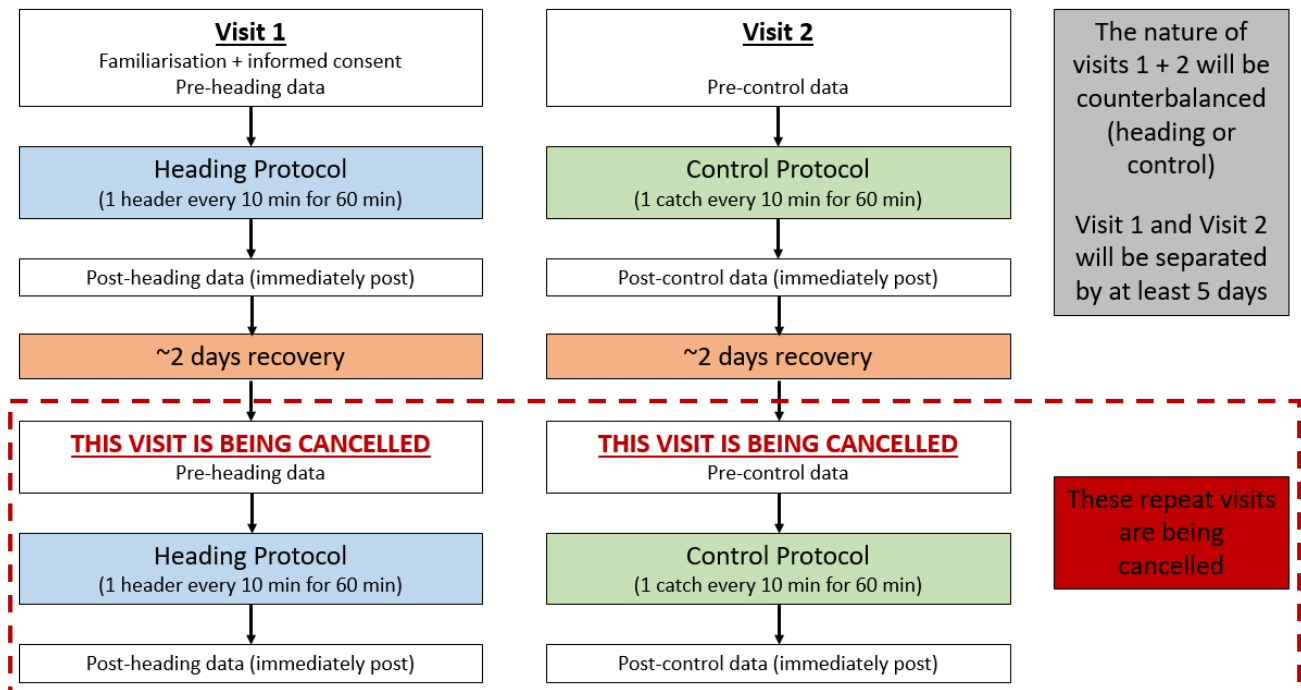 Visit 1
Familiarisation + informed consent
Pre-heading data
Heading Protocol
(1 header every 10 min for 60 min)
Post-heading data (immediately post)
~2 days recovery
THIS VISIT IS BEING CANCELLED
Pre-heading data
Heading Protocol
(1 header every 10 min for 60 min)
Post-heading data (immediately post)
Visit 2
Pre-control data
Control Protocol
(1 catch every 10 min for 60 min)
Post-control data (immediately post)
~2 days recovery
THIS VISIT IS BEING CANCELLED
Pre-control data
Control Protocol
(1 catch every 10 min for 60 min)
Post-control data (immediately post)
The nature of
visits 1 + 2 will be
counterbalanced
(heading or
control)
Visit 1 and Visit 2
will be separated
by at least 5 days
These repeat visits
are being
cancelled